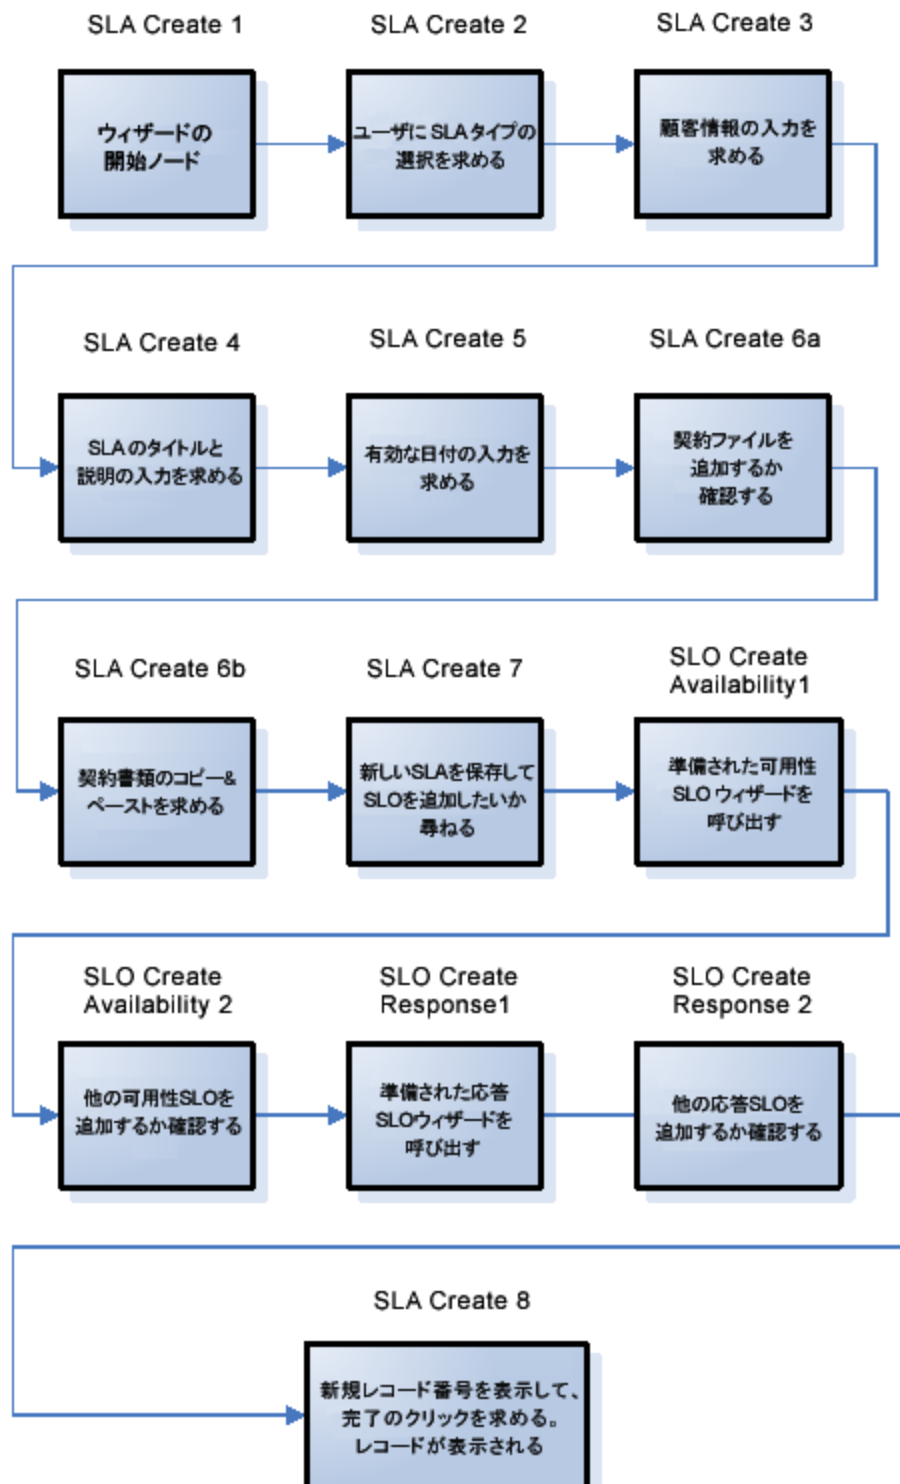 SLA Create 1
ウィザードの
開始ノード
SLA Create 2
ユーザに SLA タイプの
選択を求める
SLA Create 3
顧客情報の入力を
求める
SLA Create 4
SLA のタイトルと
説明の入力を求める
SLA Create 5
有効な日付の入力を
求める
SLA Create 6a
契約ファイルを
追加するか
確認する
SLA Create 6b
契約書類のコピー&
ペーストを求める
SLA Create 7
新しいSLAを保存して
SLOを追加したいか
尋ねる
SLO Create
Availability1
準備された可用性
SLO ウィザードを
呼び出す
SLO Create
Availability 2
他の可用性SLOを
追加するか確認する
SLO Create
Response1
準備された応答
SLOウィザードを
呼び出す
SLO Create
Response 2
他の応答SLOを
追加するか確認する
SLA Create 8
新規レコード番号を表示して、
完了のクリックを求める。
レコードが表示される